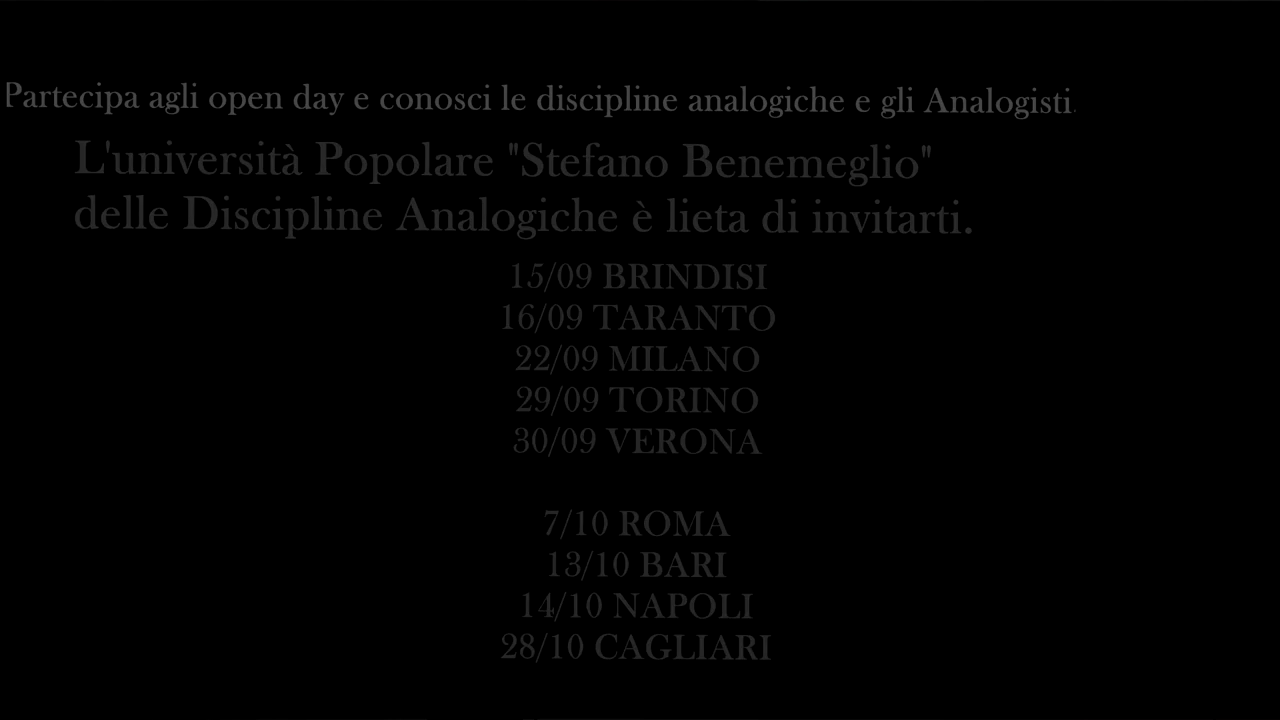 Partecipa agli open day e conosci le discipline analogiche e gli Analogisti.
L'università Popolare "Stefano Benemeglio"
delle Discipline Analogiche è lieta di invitarti.
15/09 BRINDISI
16/09 TARANTO
22/09 MILANO
29/09 TORINO
30/09 VERONA
7/10 ROMA
13/10 BARI
14/10 NAPOLI
28/10 CAGLIARI